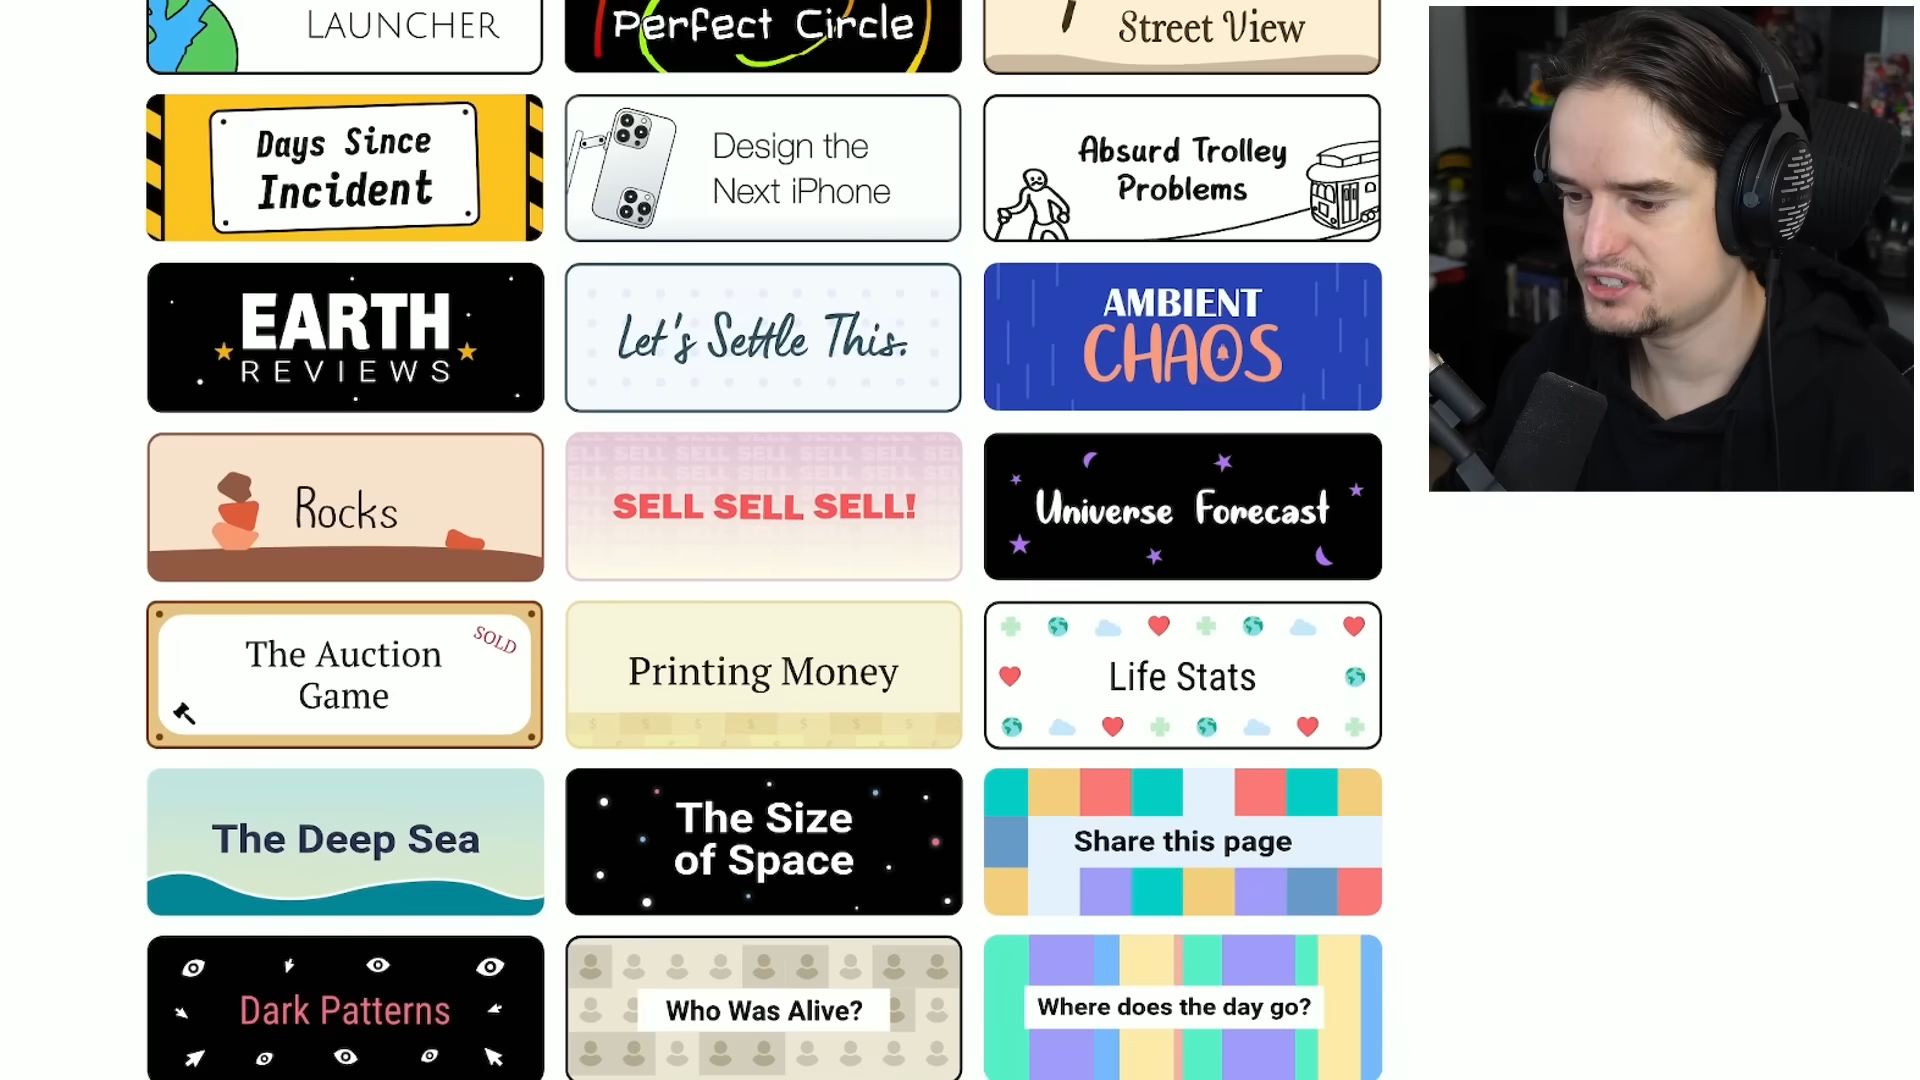 LAUNCHER
Perfect Circle
Street View
Days Since
Incident
Design the
Next iPhone
Absurd Trolley
Problems
EARTH
REVIEWS
Let's Settle This.
AMBIENT
CHAOS
Rocks
SELL SELL SELL!
Universe Forecast
The Auction
Game
SOLD
Printing Money
Life Stats
The Deep Sea
The Size
of Space
Share this page
Dark Patterns
Who Was Alive?
Where does the day go?